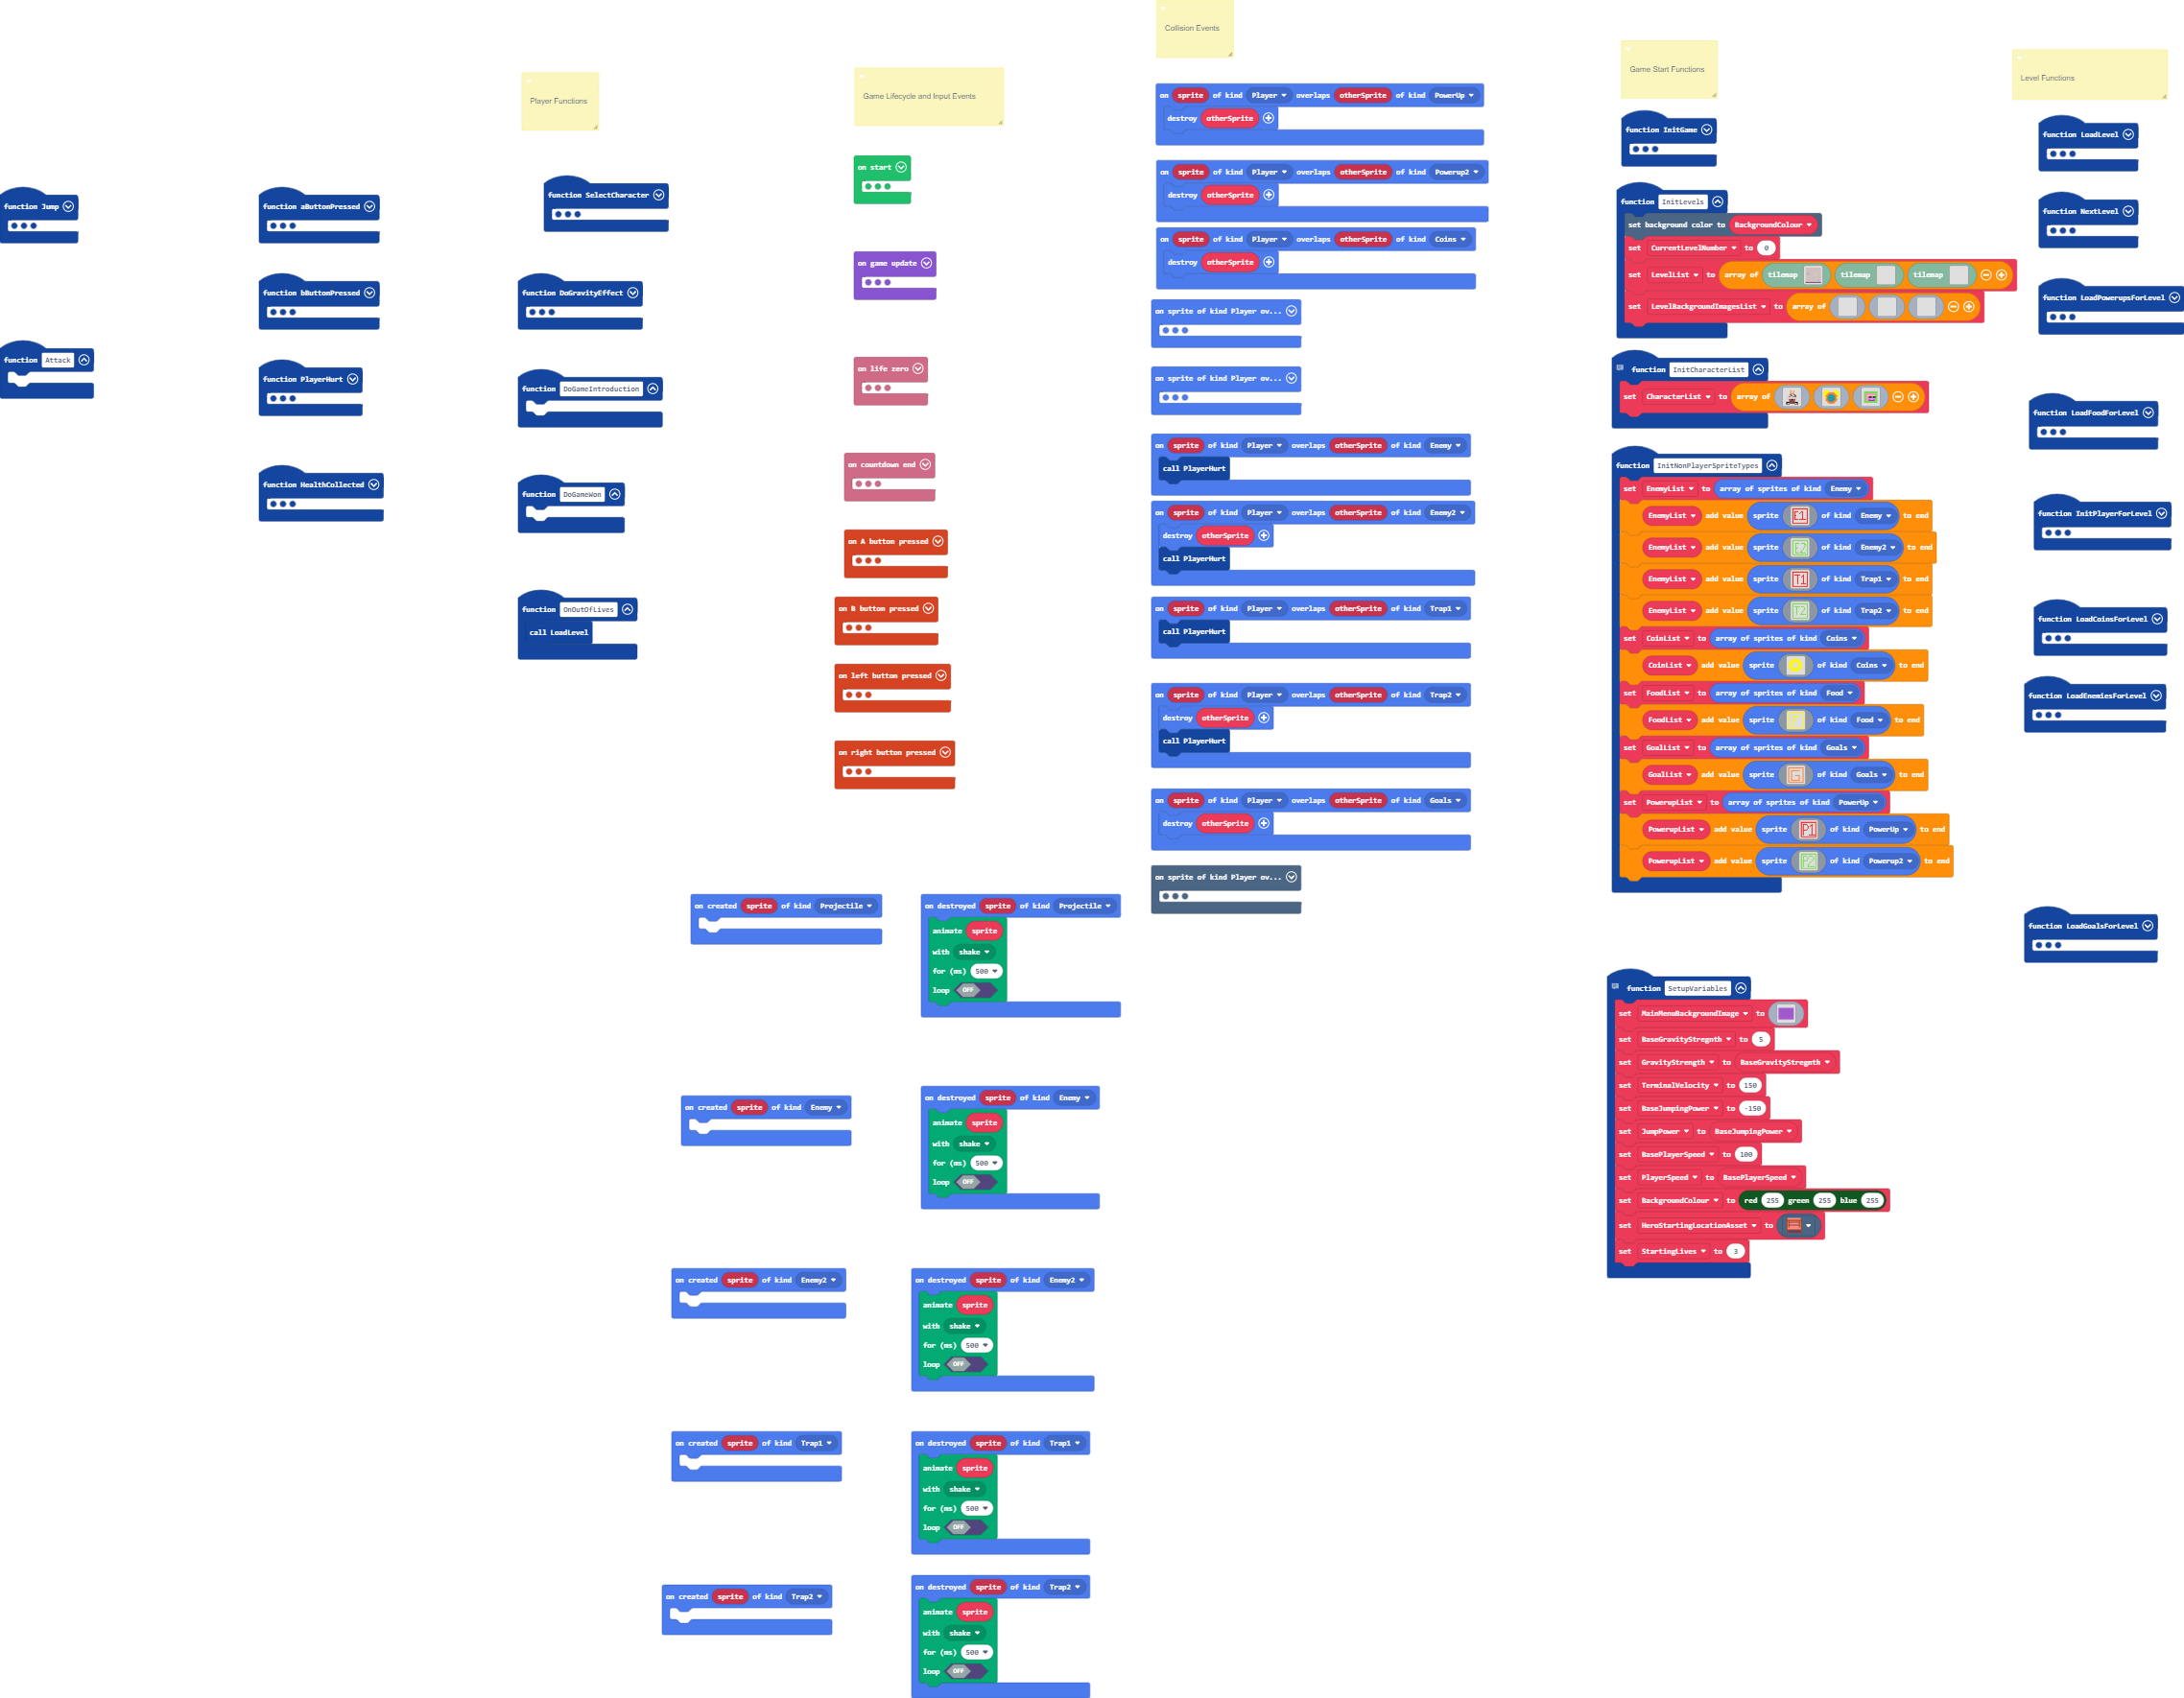 Collision Events
Player Functions
Game Lifecycle and Input Events
Game Start Functions
Level Functions
function Jump
function Attack
function aButtonPressed
function bButtonPressed
function PlayerHurt
function HealthCollected
function SelectCharacter
function DoGravityEffect
function DoGameIntroduction
function DoGameWon
function OnOutOfLives
call LoadLevel
on start
on game update
on life zero
on countdown end
on A button pressed
on B button pressed
on left button pressed
on right button pressed
on created sprite of kind Projectile
on created sprite of kind Enemy
on created sprite of kind Enemy2
on created sprite of kind Trap1
on created sprite of kind Trap2
on destroyed sprite of kind Projectile
animate sprite
with shake
for (ms) 500
loop OFF
on destroyed sprite of kind Enemy
animate sprite
with shake
for (ms) 500
loop OFF
on destroyed sprite of kind Enemy2
animate sprite
with shake
for (ms) 500
loop OFF
on destroyed sprite of kind Trap1
animate sprite
with shake
for (ms) 500
loop OFF
on destroyed sprite of kind Trap2
animate sprite
with shake
for (ms) 500
loop OFF
on sprite of kind Player overlaps otherSprite of kind PowerUp
destroy otherSprite
on sprite of kind Player overlaps otherSprite of kind Powerup2
destroy otherSprite
on sprite of kind Player overlaps otherSprite of kind Coins
destroy otherSprite
on sprite of kind Player ov...
on sprite of kind Player ov...
on sprite of kind Player overlaps otherSprite of kind Enemy
call PlayerHurt
on sprite of kind Player overlaps otherSprite of kind Enemy2
destroy otherSprite
call PlayerHurt
on sprite of kind Player overlaps otherSprite of kind Trap1
call PlayerHurt
on sprite of kind Player overlaps otherSprite of kind Trap2
destroy otherSprite
call PlayerHurt
on sprite of kind Player overlaps otherSprite of kind Goals
destroy otherSprite
on sprite of kind Player ov...
function InitGame
function InitLevels
set background color to BackgroundColour
set CurrentLevelNumber to 0
set LevelList to array of tilemap tilemap tilemap
set LevelBackgroundImagesList to array of
function InitCharacterList
set CharacterList to array of
function InitNonPlayerSpriteTypes
set EnemyList to array of sprites of kind Enemy
EnemyList add value sprite E1 of kind Enemy to end
EnemyList add value sprite E2 of kind Enemy2 to end
EnemyList add value sprite T1 of kind Trap1 to end
EnemyList add value sprite T2 of kind Trap2 to end
set CoinList to array of sprites of kind Coins
CoinList add value sprite of kind Coins to end
set FoodList to array of sprites of kind Food
FoodList add value sprite F of kind Food to end
set GoalList to array of sprites of kind Goals
GoalList add value sprite G of kind Goals to end
set PowerupList to array of sprites of kind PowerUp
PowerupList add value sprite P1 of kind PowerUp to end
PowerupList add value sprite P2 of kind Powerup2 to end
function SetupVariables
set MainMenuBackgroundImage to
set BaseGravityStregnth to 5
set GravityStrength to BaseGravityStregnth
set TerminalVelocity to 150
set BaseJumpingPower to -150
set JumpPower to BaseJumpingPower
set BasePlayerSpeed to 100
set PlayerSpeed to BasePlayerSpeed
set BackgroundColour to red 255 green 255 blue 255
set HeroStartingLocationAsset to
set StartingLives to 3
function LoadLevel
function NextLevel
function LoadPowerupsForLevel
function LoadFoodForLevel
function InitPlayerForLevel
function LoadCoinsForLevel
function LoadEnemiesForLevel
function LoadGoalsForLevel